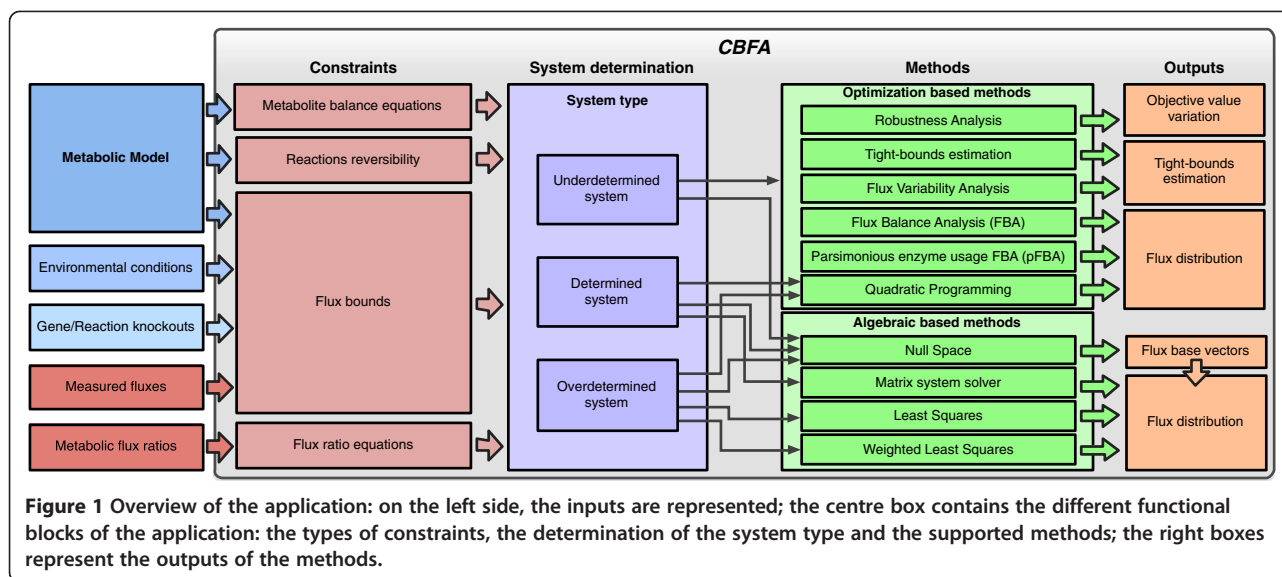 CBFA
Constraints
System determination
Methods
Outputs
Metabolic Model
Environmental conditions
Gene/Reaction knockouts
Measured fluxes
Metabolic flux ratios
Metabolite balance equations
Reactions reversibility
Flux bounds
Flux ratio equations
System type
Underdetermined
system
Determined
system
Overdetermined
system
Optimization based methods
Robustness Analysis
Tight-bounds estimation
Flux Variability Analysis
Flux Balance Analysis (FBA)
Parsimonious enzyme usage FBA (pFBA)
Quadratic Programming
Algebraic based methods
Null Space
Matrix system solver
Least Squares
Weighted Least Squares
Objective value
variation
Tight-bounds
estimation
Flux distribution
Flux base vectors
Flux distribution
Figure 1 Overview of the application: on the left side, the inputs are represented; the centre box contains the different functional
blocks of the application: the types of constraints, the determination of the system type and the supported methods; the right boxes
represent the outputs of the methods.